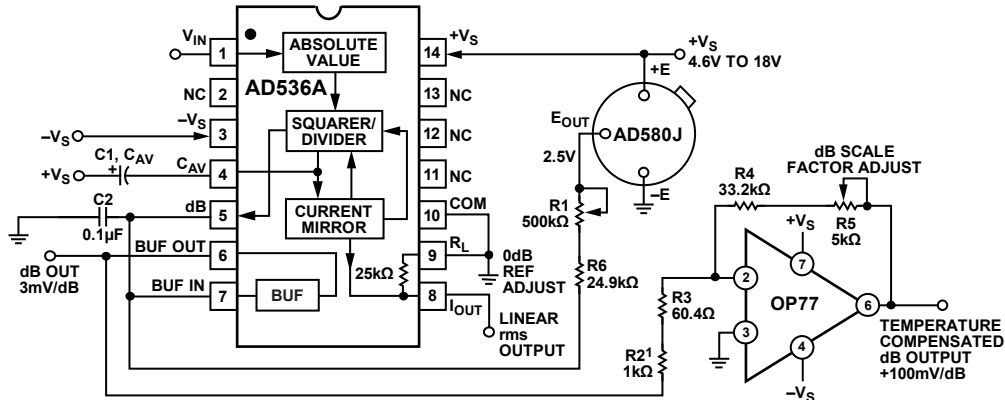 VIN
1
ABSOLUTE
VALUE
14
+VS
+VS
4.6V TO 18V
+E
NC
2
AD536A
13
NC
EOUT
AD580J
–VS
–VS
3
SQUARER/
DIVIDER
12
NC
2.5V
–E
dB SCALE
FACTOR ADJUST
C1, CAV
+
+VS
CAV
4
11
NC
R4
33.2kΩ
R5
5kΩ
C2
0.1µF
dB
5
CURRENT
MIRROR
10
COM
R1
500kΩ
+VS
BUF OUT
6
25kΩ
9
RL
0dB
REF
ADJUST
R6
24.9kΩ
dB OUT
3mV/dB
BUF IN
7
BUF
8
IOUT
LINEAR
rms
OUTPUT
R3
60.4Ω
R2¹
1kΩ
2
7
OP77
6
3
4
–VS
TEMPERATURE
COMPENSATED
dB OUTPUT
+100mV/dB